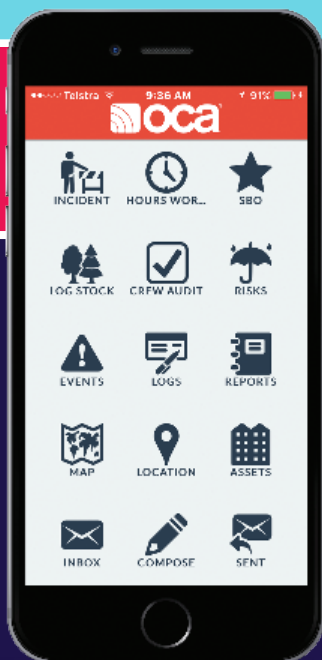 Telstra 9:36 AM 91%
oca
INCIDENT HOURS WOR... SBO
LOG STOCK CREW AUDIT RISKS
EVENTS LOGS REPORTS
MAP LOCATION ASSETS
INBOX COMPOSE SENT